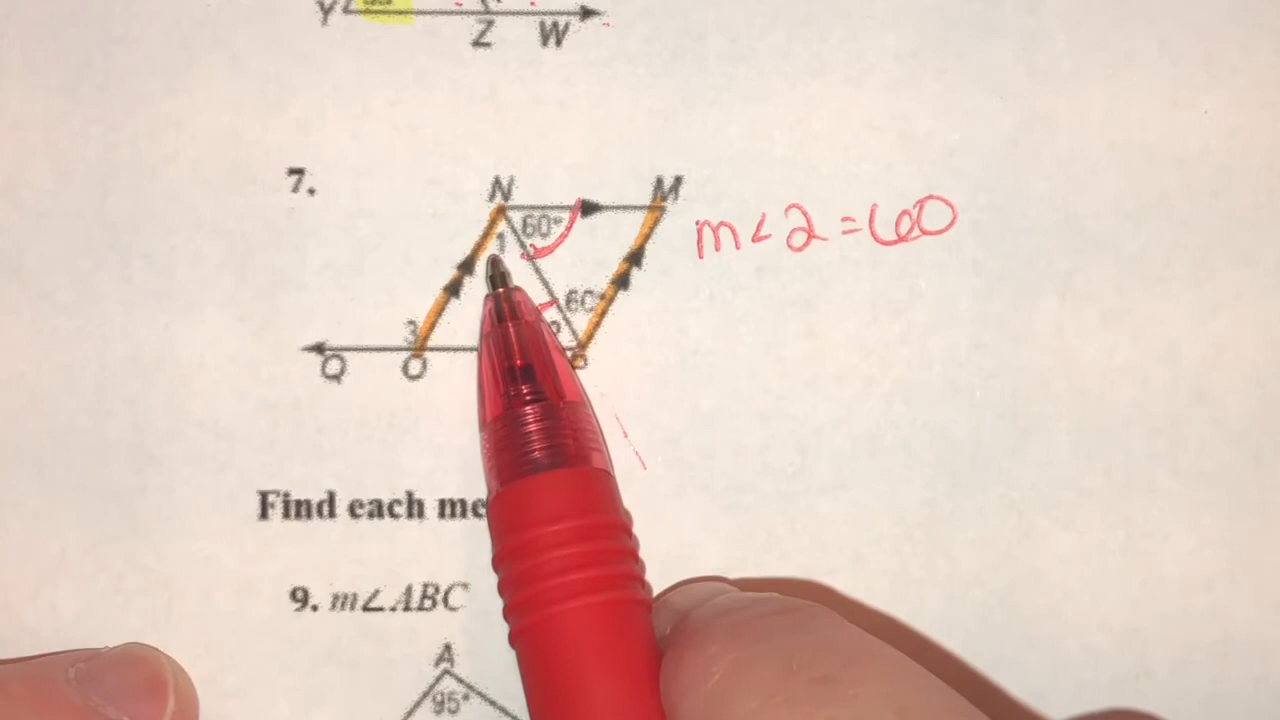 Y
Z W
7.
N M
60°
1
60
3 2
Q O
m∠2=60
Find each me
9. m∠ABC
A
95°